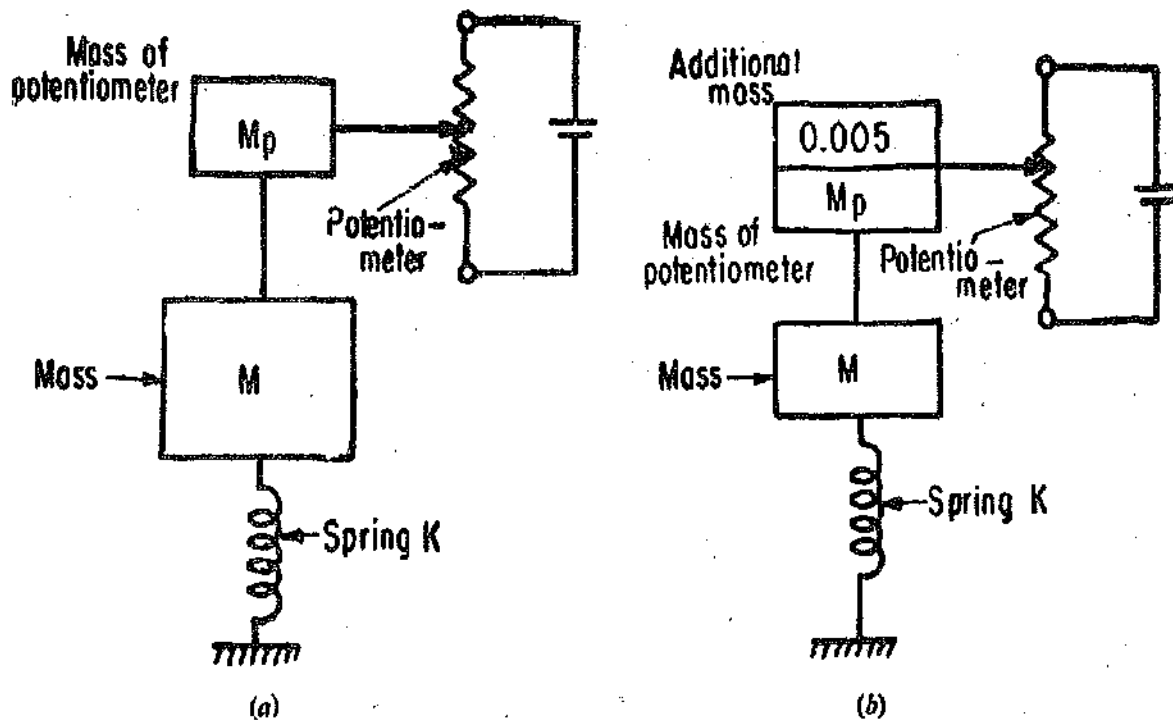 Mass of
potentiometer
Mp
Potentio-
meter
Mass
M
Spring K
(a)
Additional
mass
0.005
Mp
Mass of
potentiometer
Potentio-
meter
Mass
M
Spring K
(b)